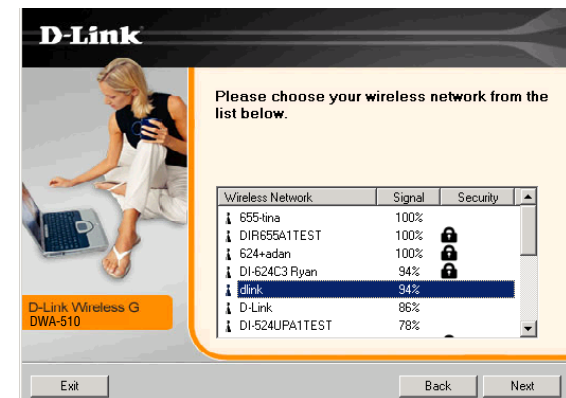 D-Link
Please choose your wireless network from the
list below.
Wireless Network Signal Security
655-tina 100%
DIR655A1TEST 100%
624+adan 100%
DI-624C3 Ryan 94%
dlink 94%
D-Link 86%
DI-524UPA1TEST 78%
D-Link Wireless G
DWA-510
Exit Back Next